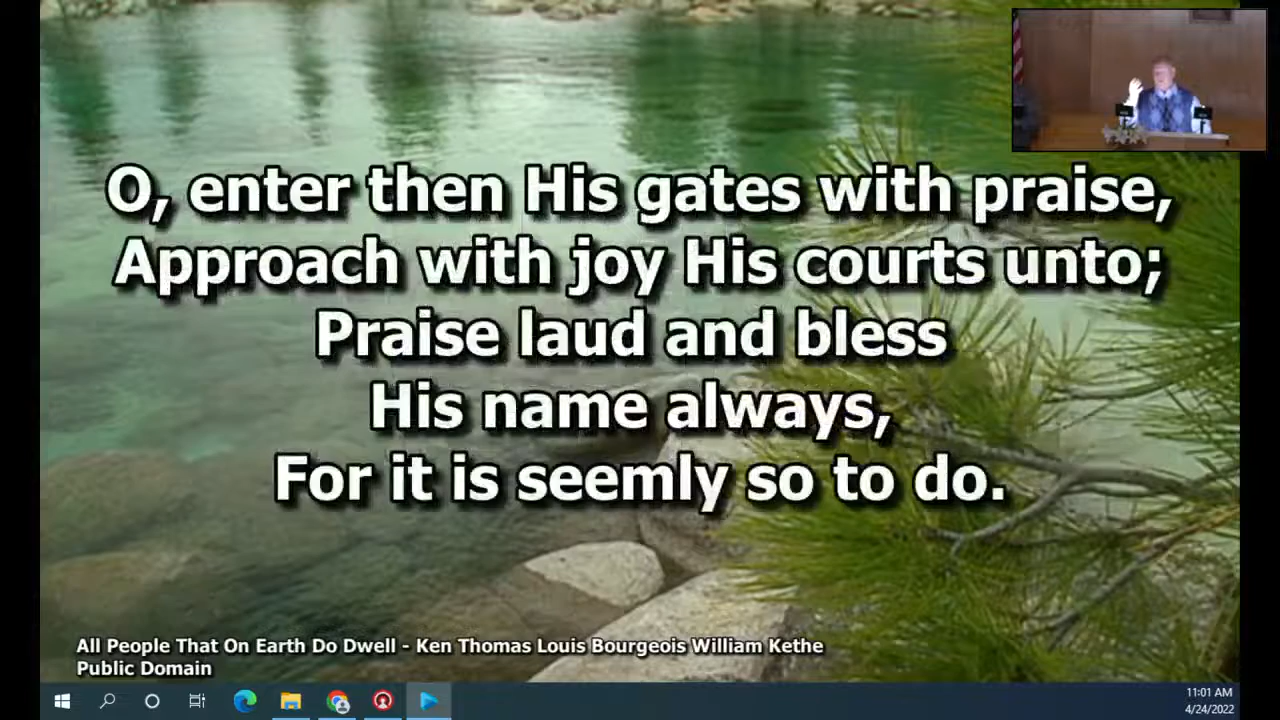 O, enter then His gates with praise,
Approach with joy His courts unto;
Praise laud and bless
His name always,
For it is seemly so to do.
All People That On Earth Do Dwell - Ken Thomas Louis Bourgeois William Kethe
Public Domain
11:01 AM
4/24/2022